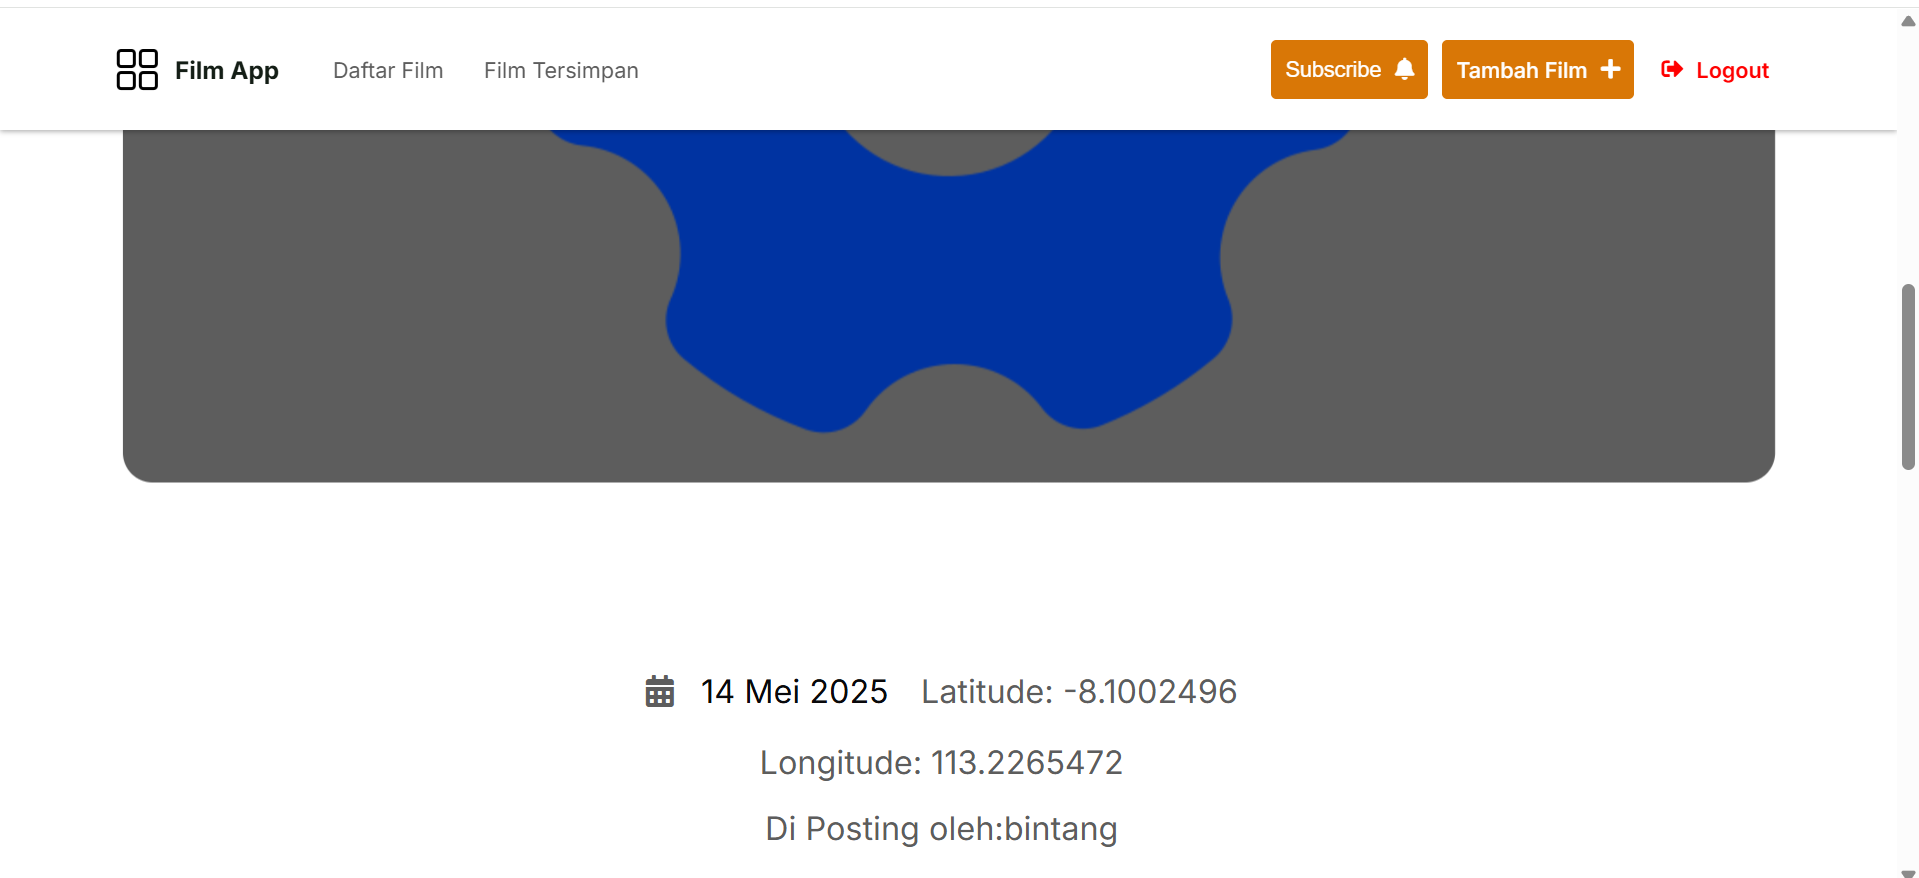 Film App Daftar Film Film Tersimpan Subscribe Tambah Film Logout
14 Mei 2025 Latitude: -8.1002496
Longitude: 113.2265472
Di Posting oleh:bintang